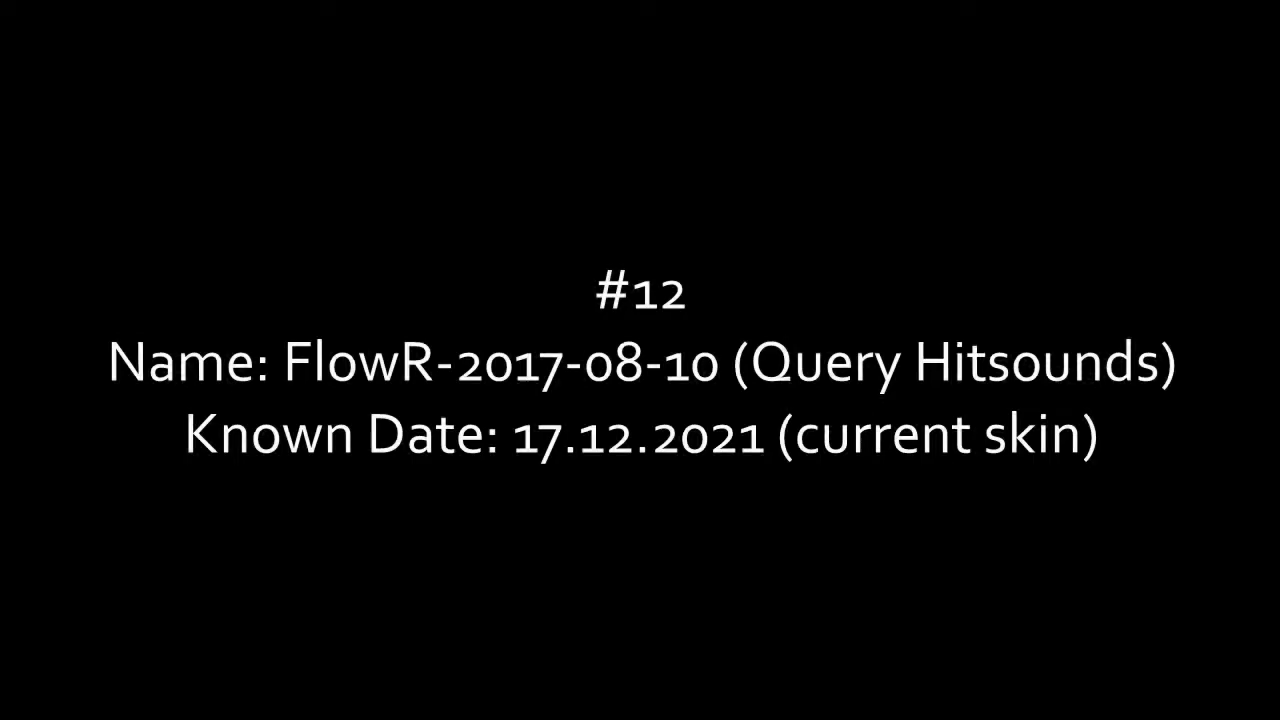 #12
Name: FlowR-2017-08-10 (Query Hitsounds)
Known Date: 17.12.2021 (current skin)